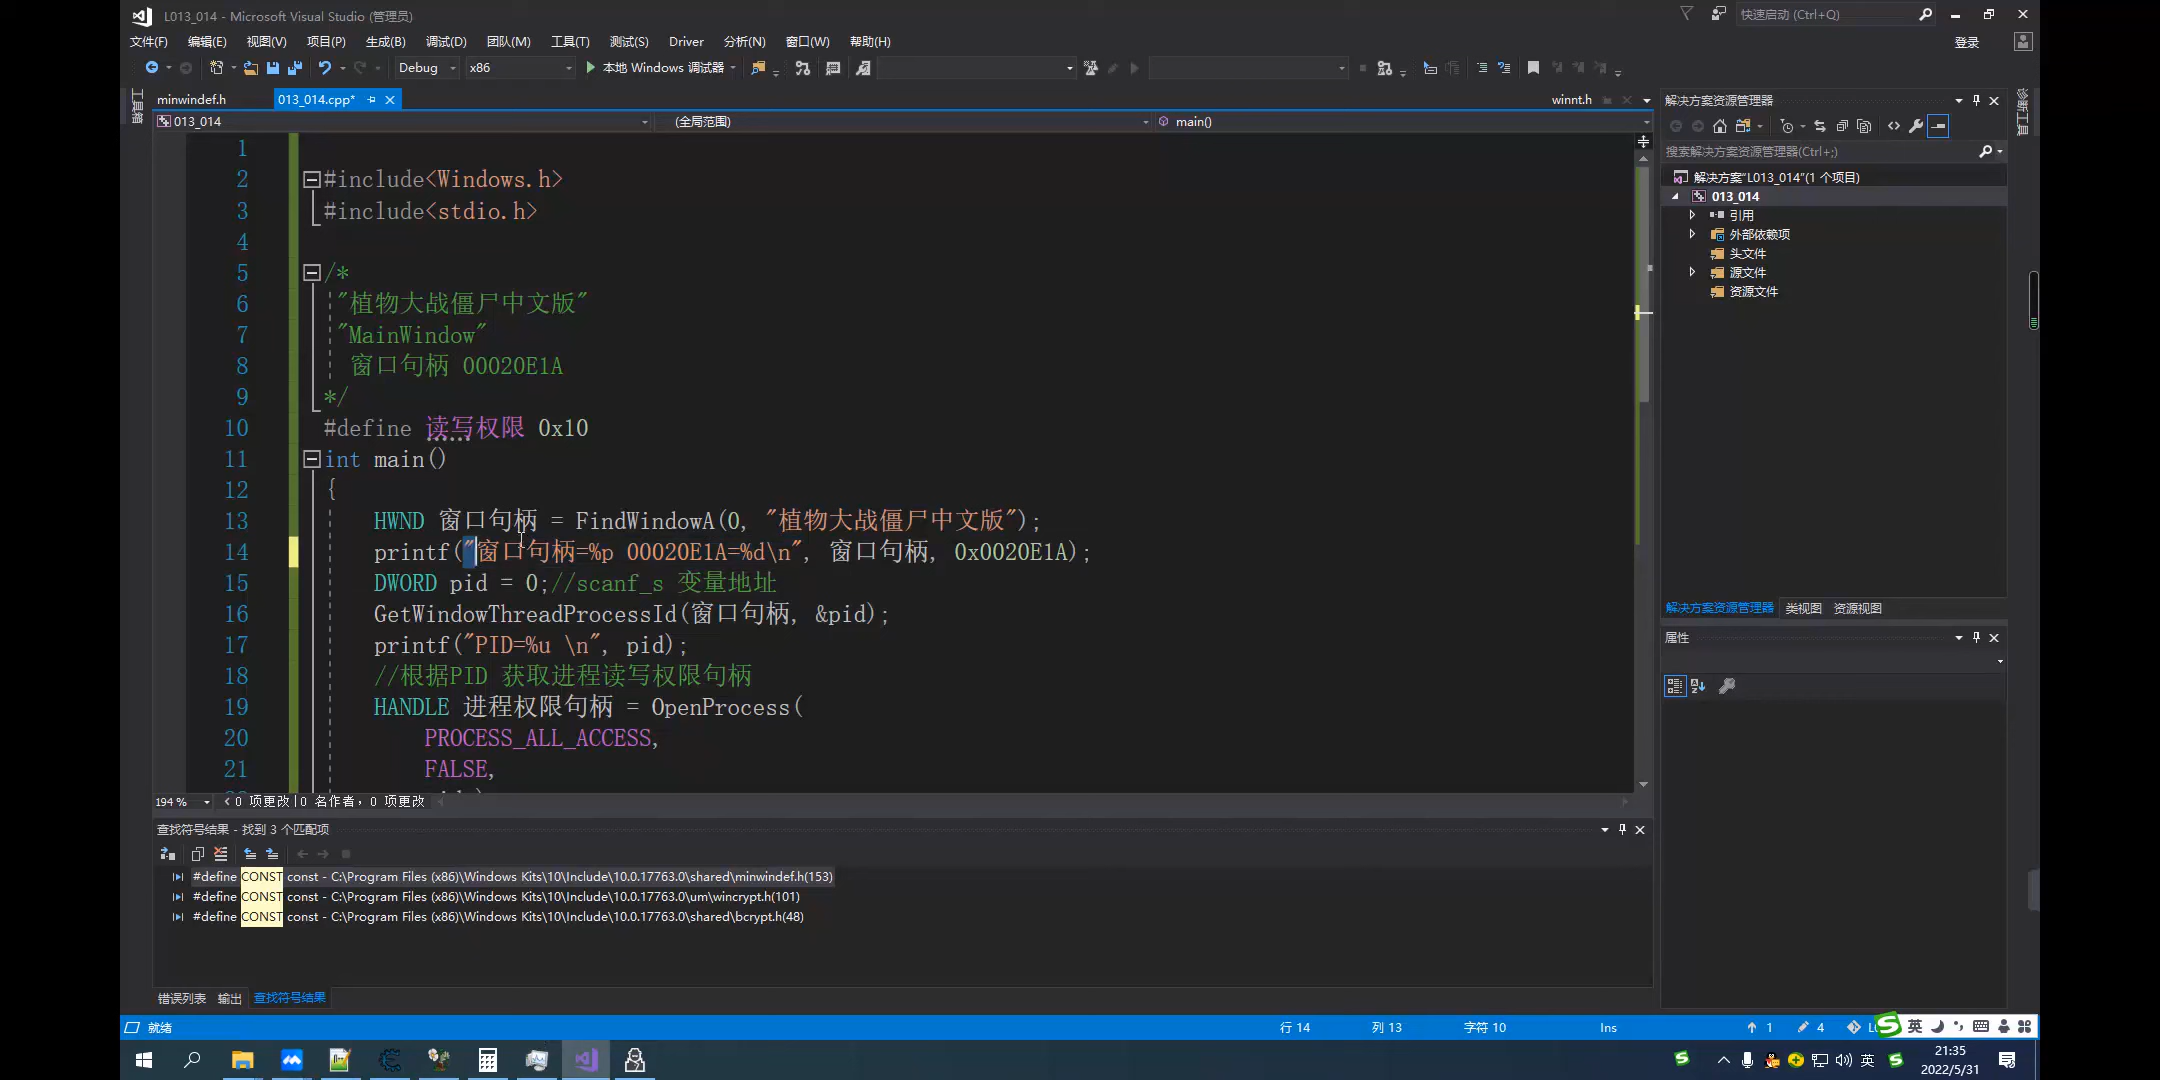 L013_014 - Microsoft Visual Studio (管理员)
快速启动 (Ctrl+Q)
文件(F) 编辑(E) 视图(V) 项目(P) 生成(B) 调试(D) 团队(M) 工具(T) 测试(S) Driver 分析(N) 窗口(W) 帮助(H)
登录
Debug x86 本地 Windows 调试器
工具箱
minwindef.h 013_014.cpp* winnt.h
013_014 (全局范围) main()
1
2 #include<Windows.h>
3 #include<stdio.h>
4
5 /*
6 "植物大战僵尸中文版"
7 "MainWindow"
8 窗口句柄 00020E1A
9 */
10 #define 读写权限 0x10
11 int main()
12 {
13 HWND 窗口句柄 = FindWindowA(0, "植物大战僵尸中文版");
14 printf("窗口句柄=%p 00020E1A=%d\n", 窗口句柄, 0x0020E1A);
15 DWORD pid = 0;//scanf_s 变量地址
16 GetWindowThreadProcessId(窗口句柄, &pid);
17 printf("PID=%u \n", pid);
18 //根据PID 获取进程读写权限句柄
19 HANDLE 进程权限句柄 = OpenProcess(
20 PROCESS_ALL_ACCESS,
21 FALSE,
194 % 0 项更改 | 0 名作者, 0 项更改
查找符号结果 - 找到 3 个匹配项
#define CONST const - C:\Program Files (x86)\Windows Kits\10\Include\10.0.17763.0\shared\minwindef.h(153)
#define CONST const - C:\Program Files (x86)\Windows Kits\10\Include\10.0.17763.0\um\wincrypt.h(101)
#define CONST const - C:\Program Files (x86)\Windows Kits\10\Include\10.0.17763.0\shared\bcrypt.h(48)
错误列表 输出 查找符号结果
解决方案资源管理器
搜索解决方案资源管理器(Ctrl+;)
解决方案"L013_014"(1 个项目)
013_014
引用
外部依赖项
头文件
源文件
资源文件
解决方案资源管理器 类视图 资源视图
属性
诊断工具
就绪 行 14 列 13 字符 10 Ins 1 4 英
英 21:35
2022/5/31